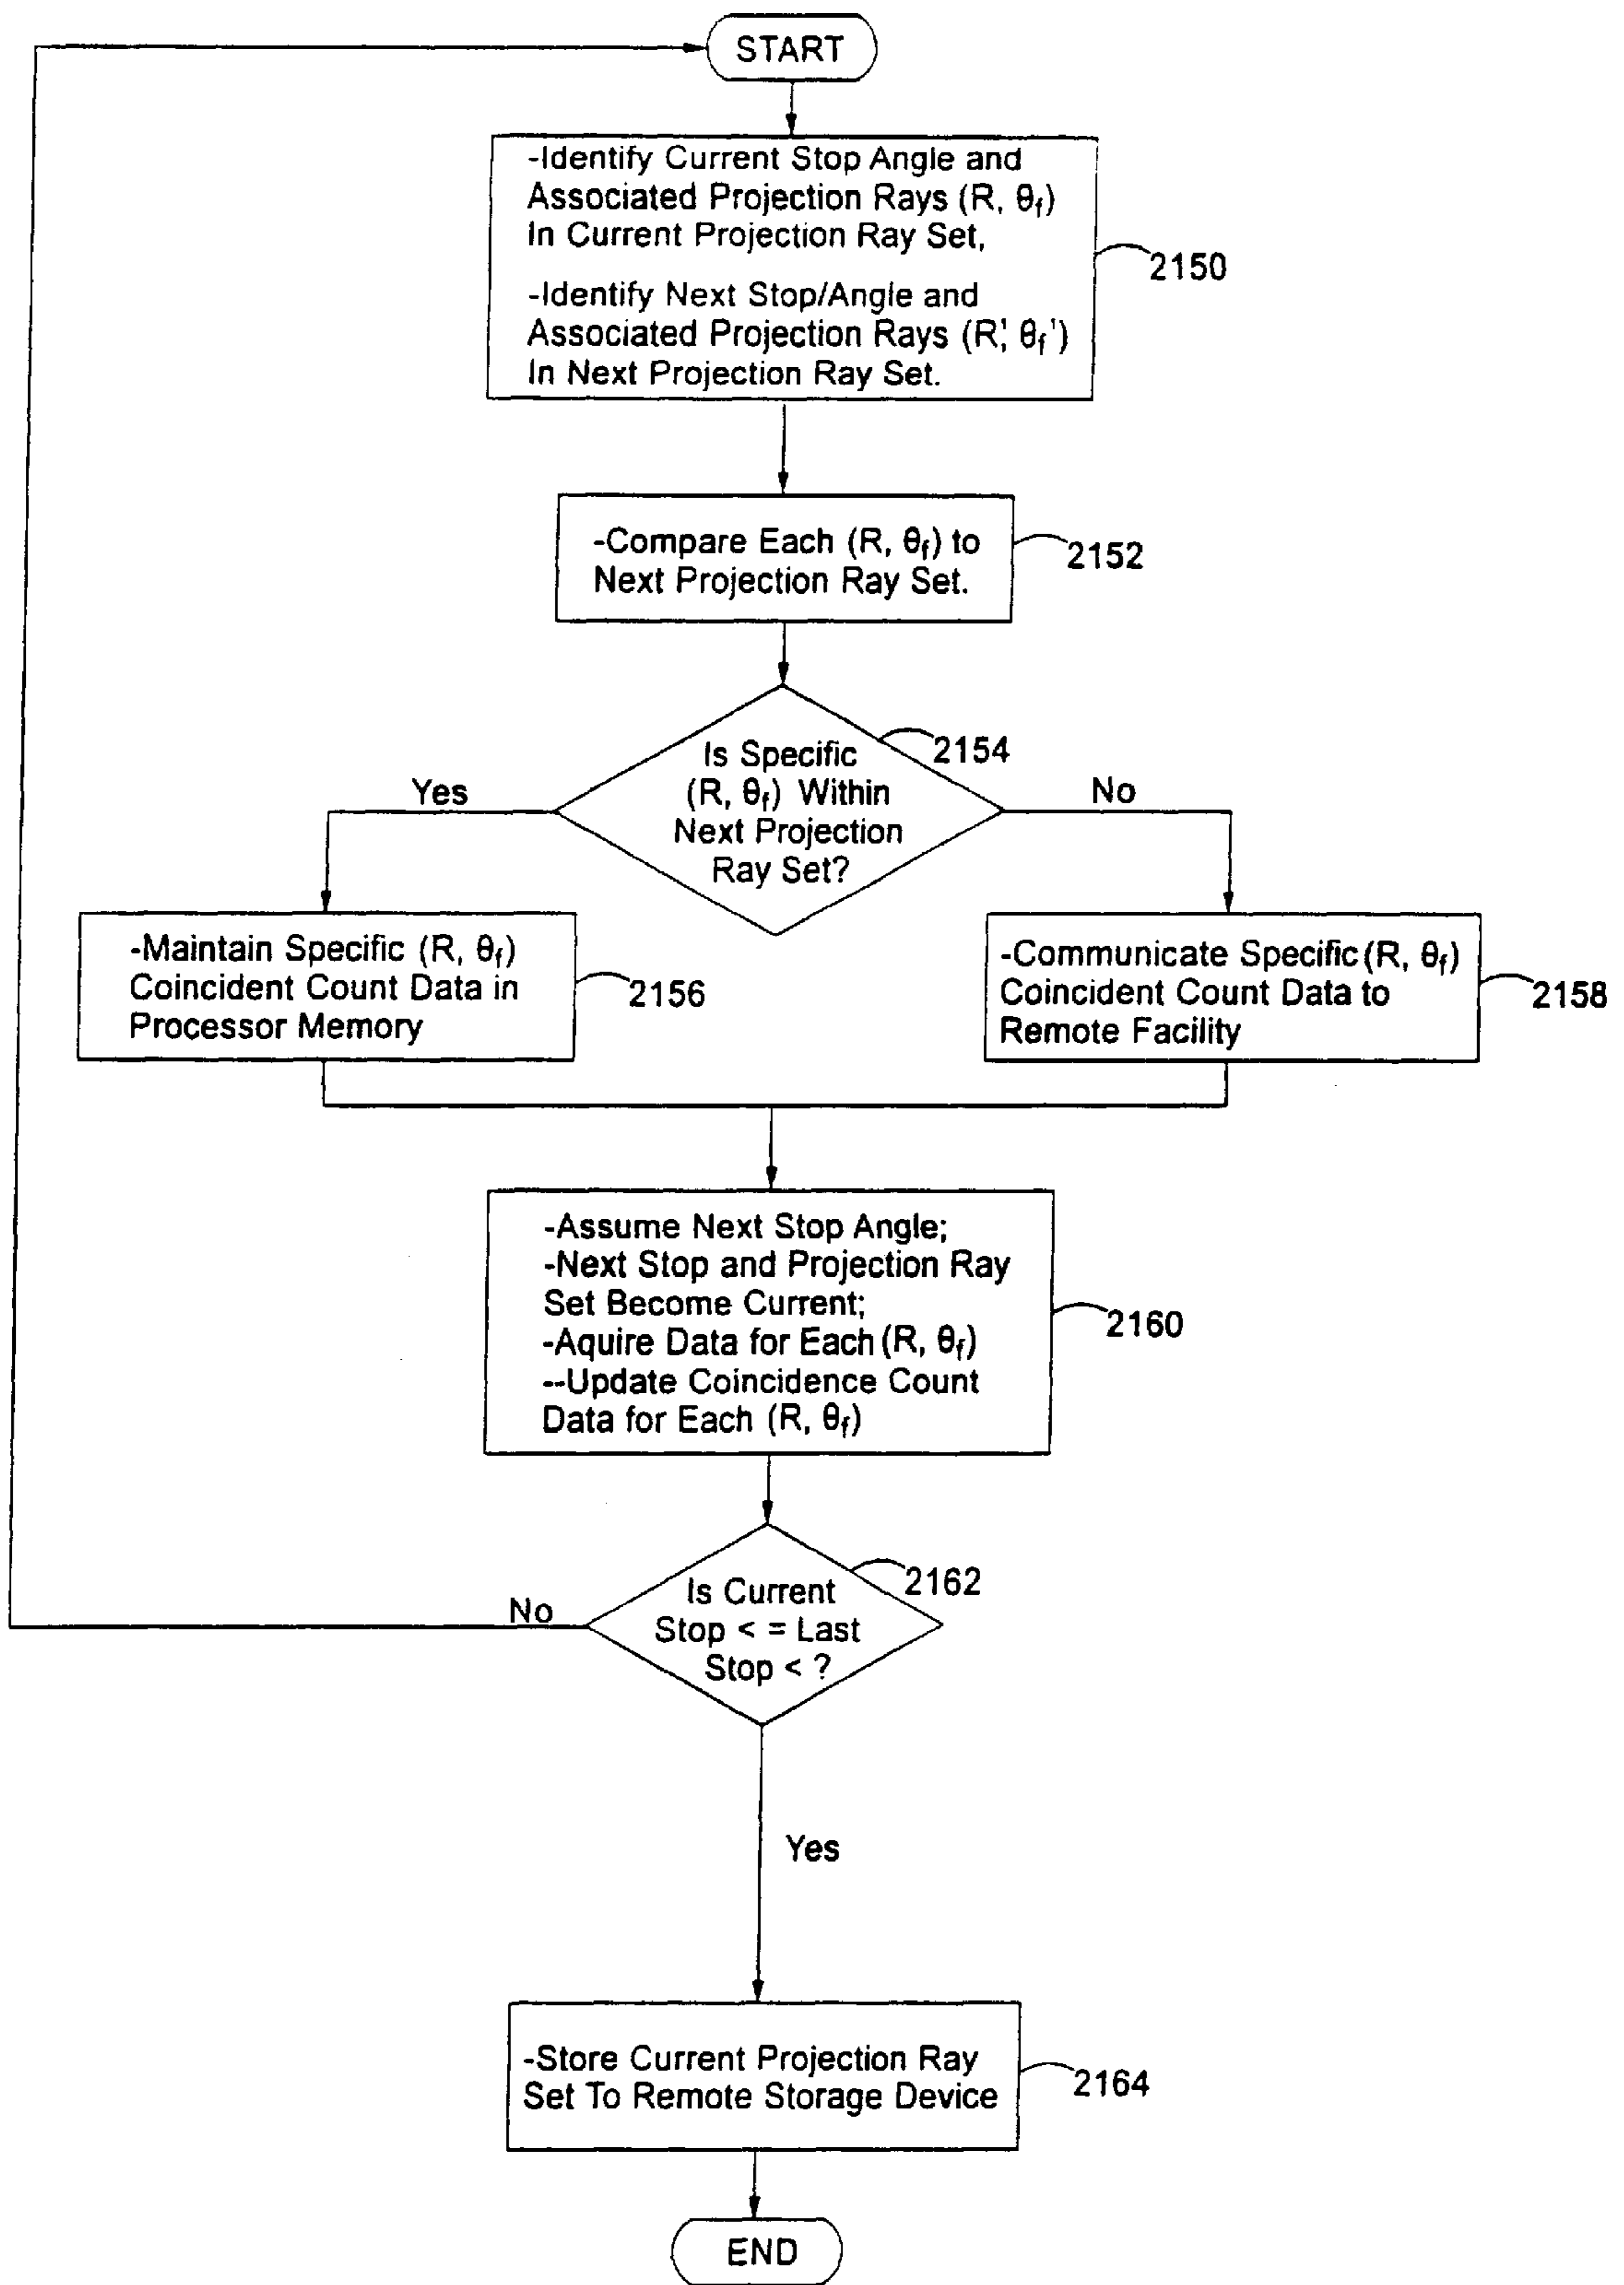 START
-Identify Current Stop Angle and
Associated Projection Rays (R, θf)
In Current Projection Ray Set,
-Identify Next Stop/Angle and
Associated Projection Rays (R', θf')
In Next Projection Ray Set.
2150
-Compare Each (R, θf) to
Next Projection Ray Set.
2152
Is Specific
(R, θf) Within
Next Projection
Ray Set?
2154
Yes
No
-Maintain Specific (R, θf)
Coincident Count Data in
Processor Memory
2156
-Communicate Specific (R, θf)
Coincident Count Data to
Remote Facility
2158
-Assume Next Stop Angle;
-Next Stop and Projection Ray
Set Become Current;
-Aquire Data for Each (R, θf)
--Update Coincidence Count
Data for Each (R, θf)
2160
Is Current
Stop < = Last
Stop < ?
2162
No
Yes
-Store Current Projection Ray
Set To Remote Storage Device
2164
END